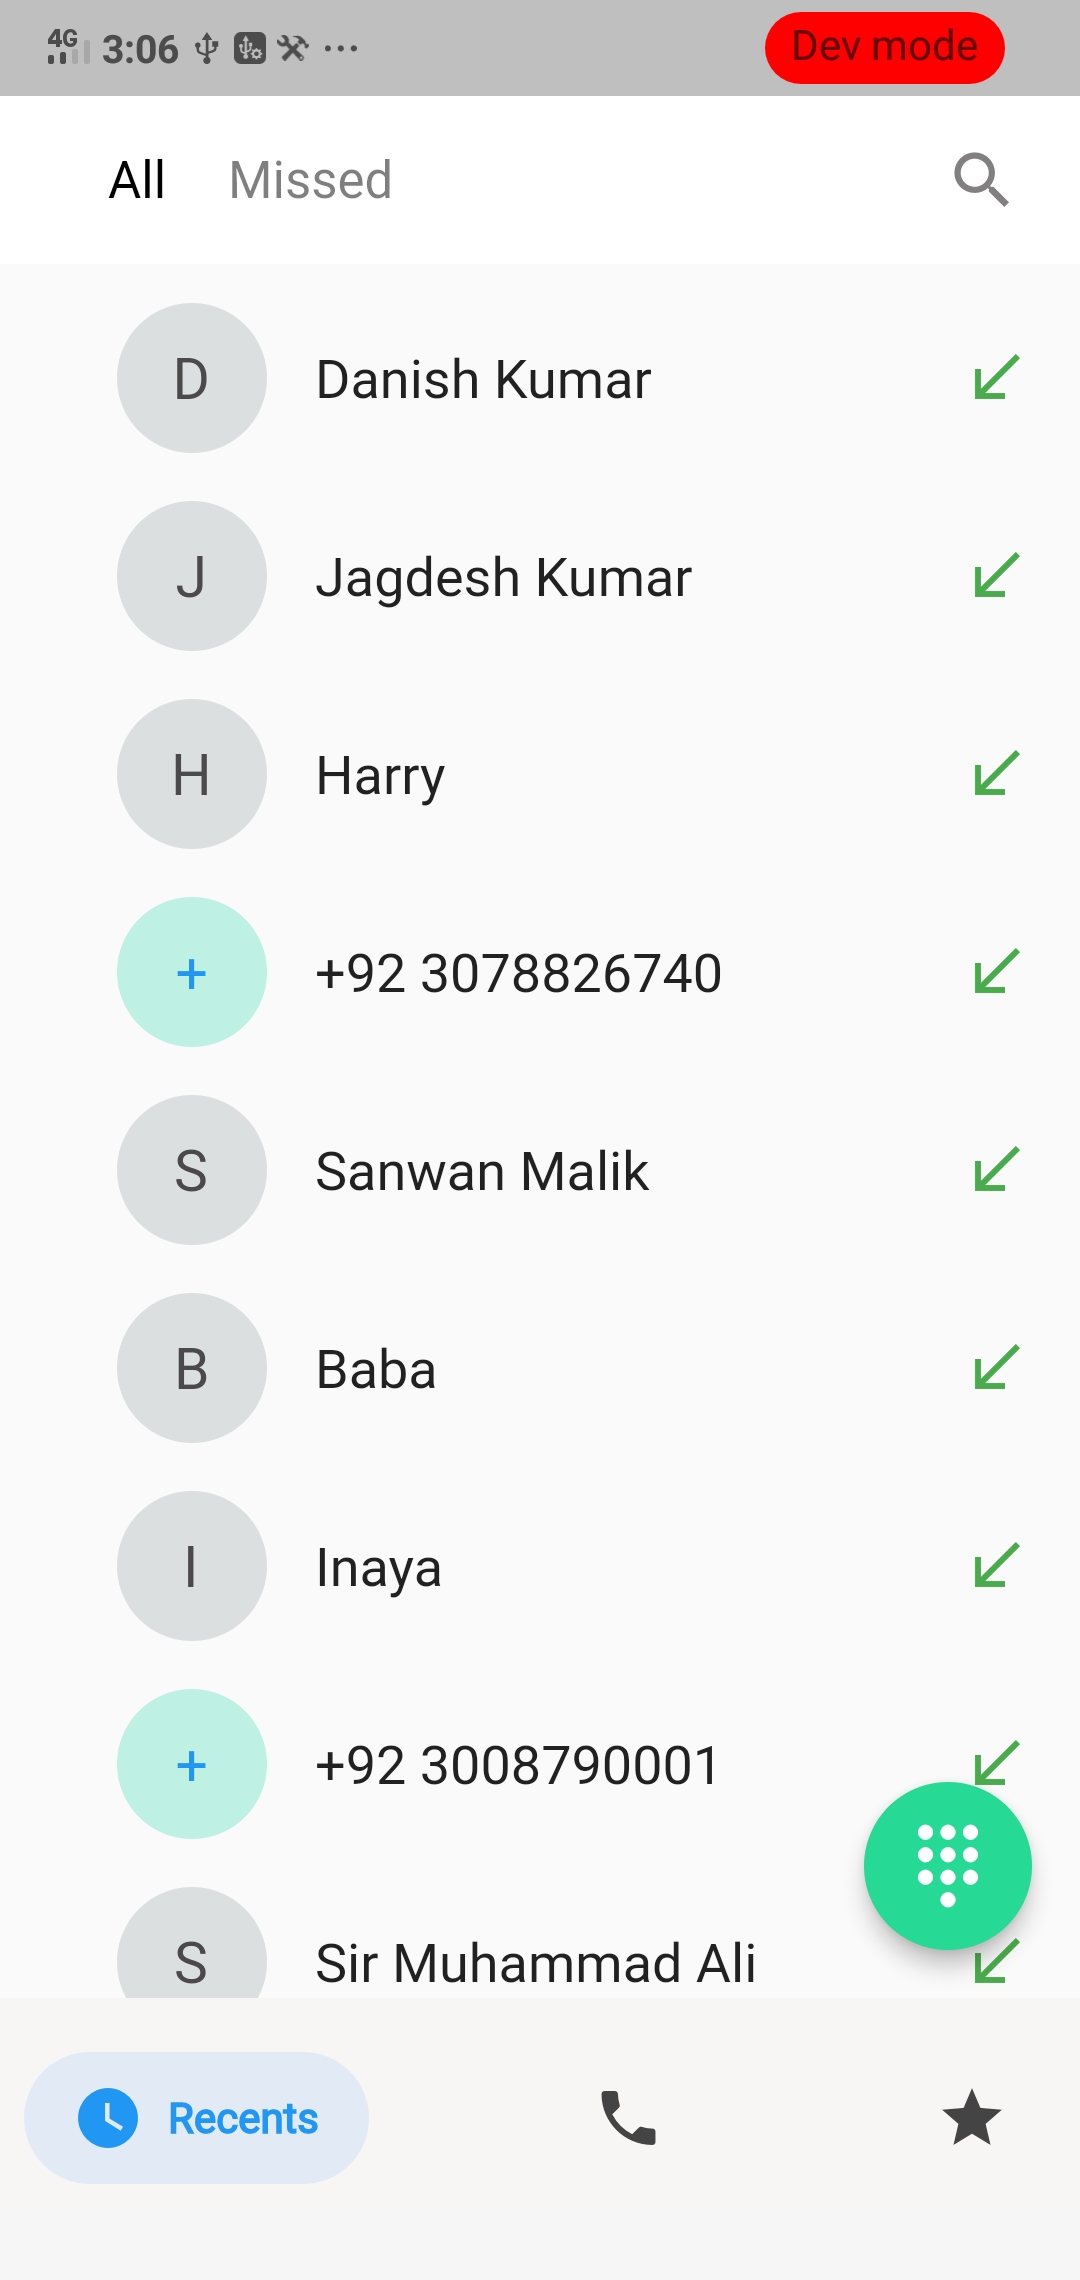 4G 3:06 Dev mode
All Missed
D Danish Kumar
J Jagdesh Kumar
H Harry
+ +92 3078826740
S Sanwan Malik
B Baba
I Inaya
+ +92 3008790001
S Sir Muhammad Ali
Recents